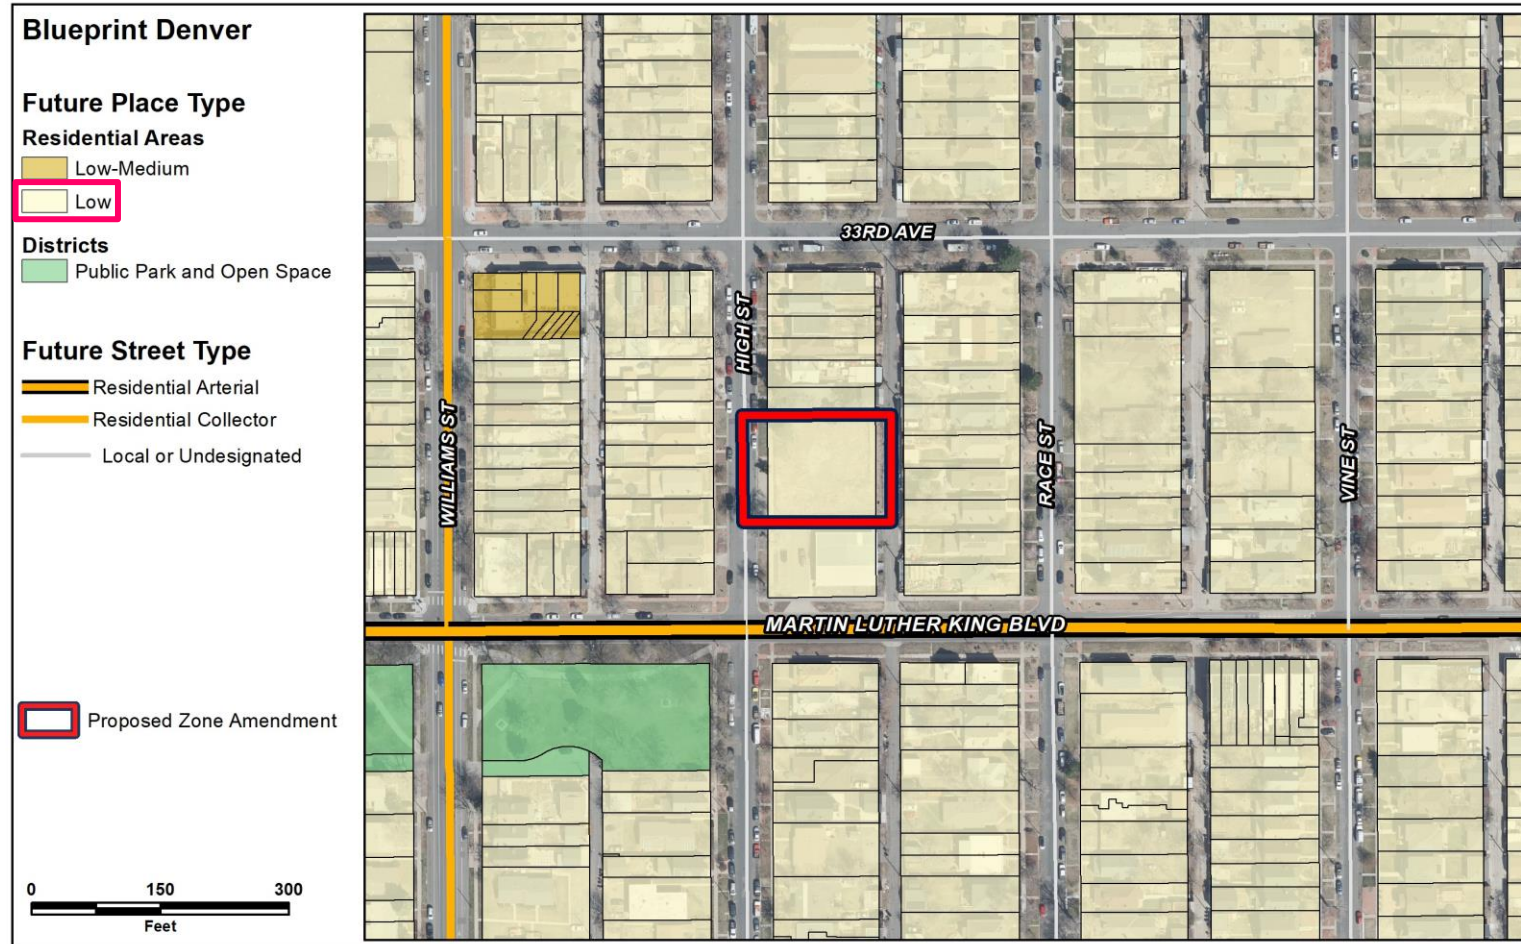 Blueprint Denver
Future Place Type
Residential Areas
Low-Medium
Low
Districts
Public Park and Open Space
Future Street Type
Residential Arterial
Residential Collector
Local or Undesignated
Proposed Zone Amendment
0 150 300
Feet
33RD AVE
HIGH ST
WILLIAMS ST
RACE ST
VINE ST
MARTIN LUTHER KING BLVD